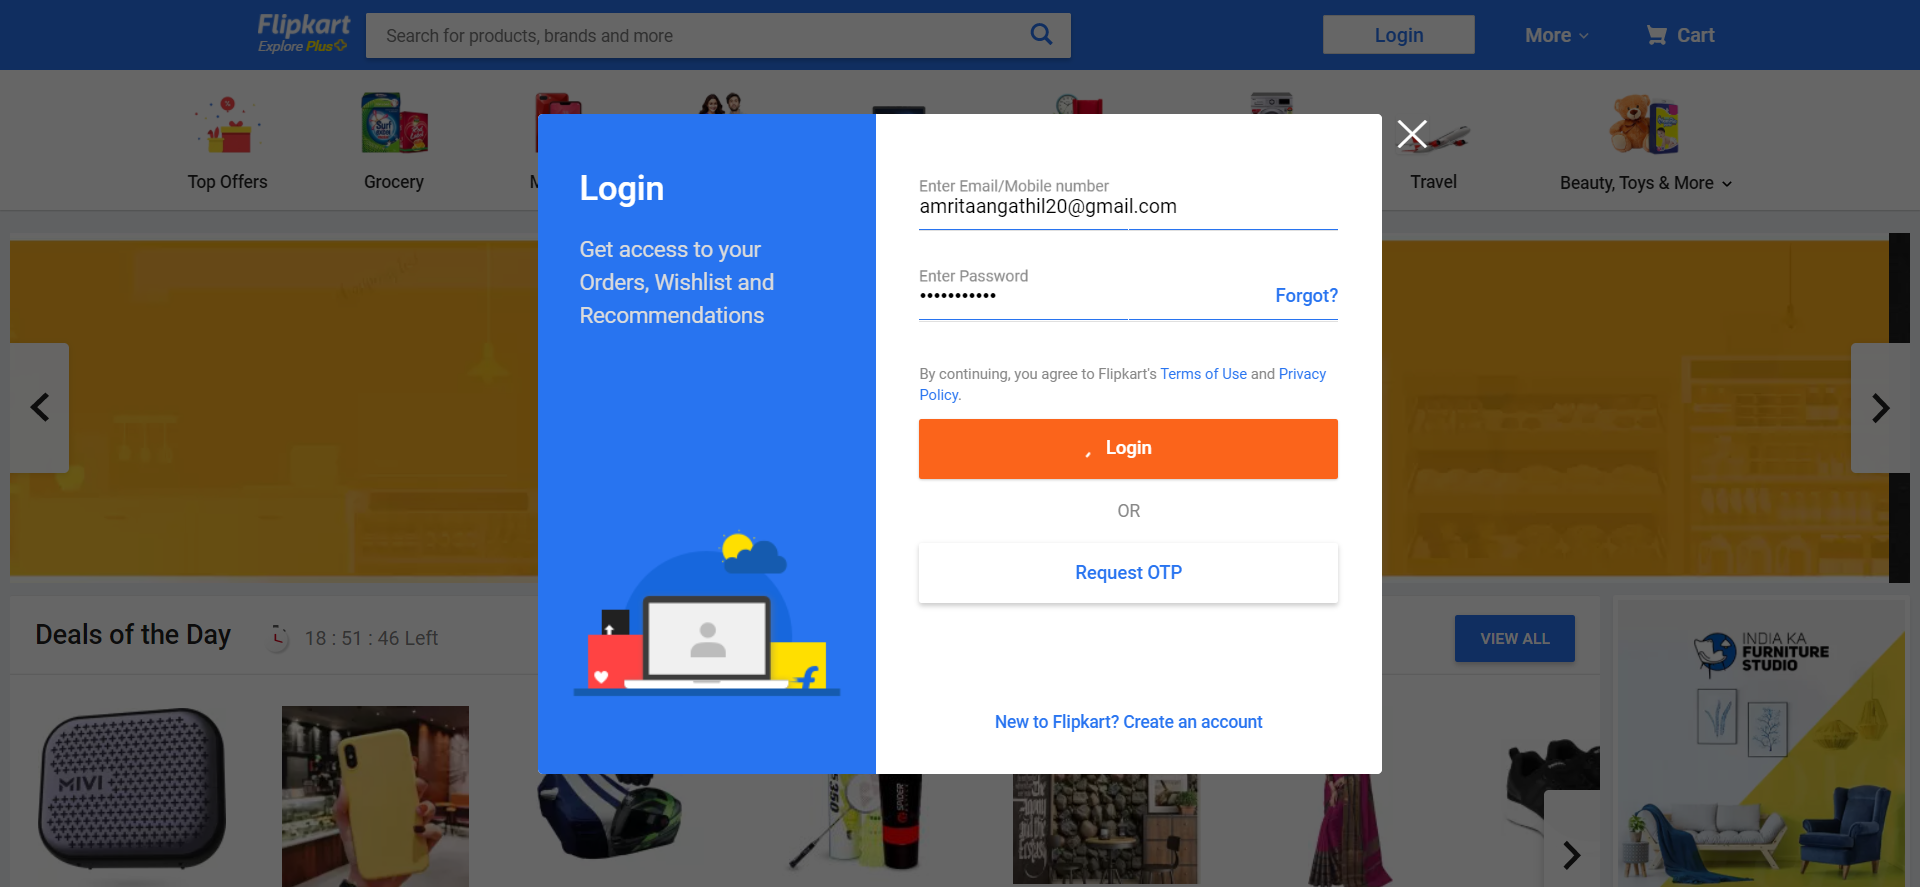 Flipkart
Explore Plus
Search for products, brands and more
Login
More
Cart
Top Offers
Grocery
M
Travel
Beauty, Toys & More
Login
Get access to your
Orders, Wishlist and
Recommendations
Enter Email/Mobile number
amritaangathil20@gmail.com
Enter Password
•••••••••••
Forgot?
By continuing, you agree to Flipkart's Terms of Use and Privacy
Policy.
Login
OR
Request OTP
New to Flipkart? Create an account
Deals of the Day
18 : 51 : 46 Left
VIEW ALL
INDIA KA
FURNITURE
STUDIO
MIVI
350
SPIDER